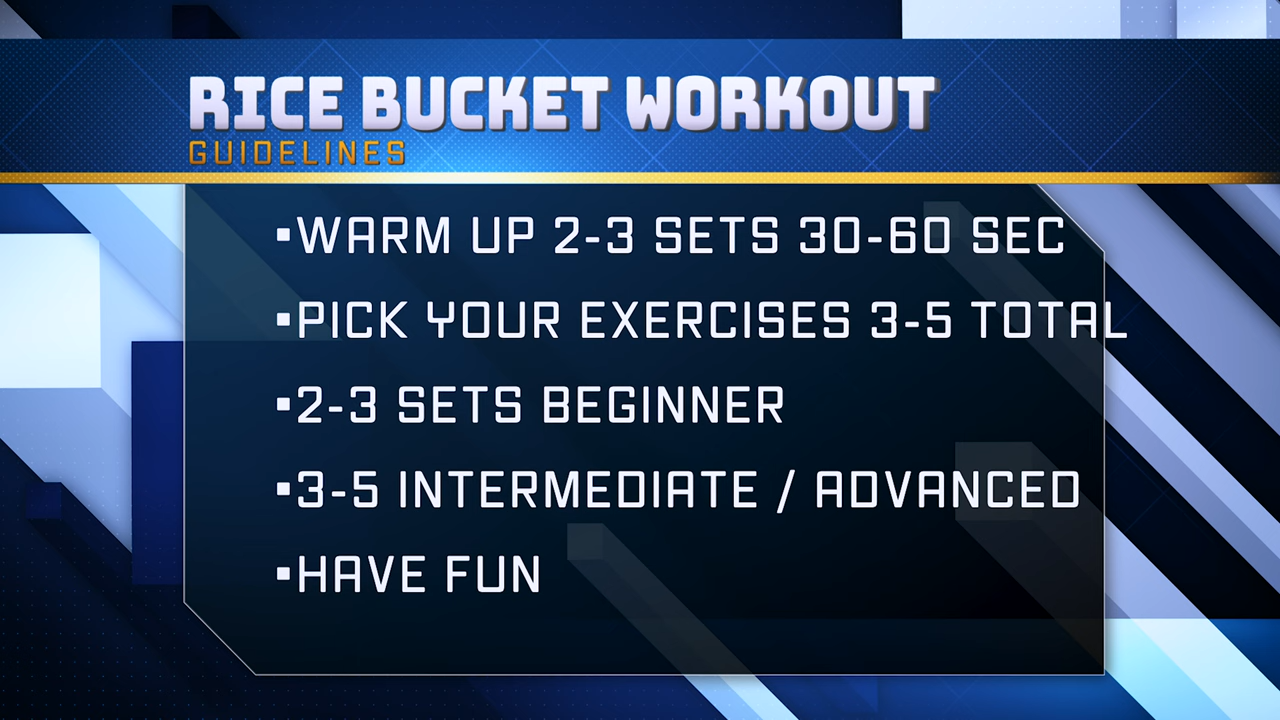 RICE BUCKET WORKOUT
GUIDELINES
▪WARM UP 2-3 SETS 30-60 SEC
▪PICK YOUR EXERCISES 3-5 TOTAL
▪2-3 SETS BEGINNER
▪3-5 INTERMEDIATE / ADVANCED
▪HAVE FUN